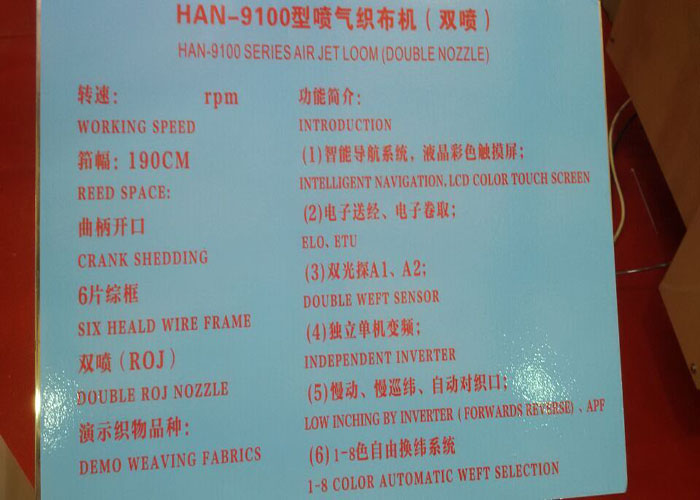 HAN-9100型喷气织布机(双喷)
HAN-9100 SERIES AIR JET LOOM (DOUBLE NOZZLE)
转速: rpm
WORKING SPEED
筘幅: 190CM
REED SPACE:
曲柄开口
CRANK SHEDDING
6片综框
SIX HEALD WIRE FRAME
双喷(ROJ)
DOUBLE ROJ NOZZLE
演示织物品种:
DEMO WEAVING FABRICS
功能简介:
INTRODUCTION
(1)智能导航系统,液晶彩色触摸屏;
INTELLIGENT NAVIGATION, LCD COLOR TOUCH SCREEN
(2)电子送经、电子卷取;
ELO、ETU
(3)双光探A1、A2;
DOUBLE WEFT SENSOR
(4)独立单机变频;
INDEPENDENT INVERTER
(5)慢动、慢巡纬、自动对织口;
LOW INCHING BY INVERTER (FORWARDS REVERSE)、APF
(6)1-8色自由换纬系统
1-8 COLOR AUTOMATIC WEFT SELECTION